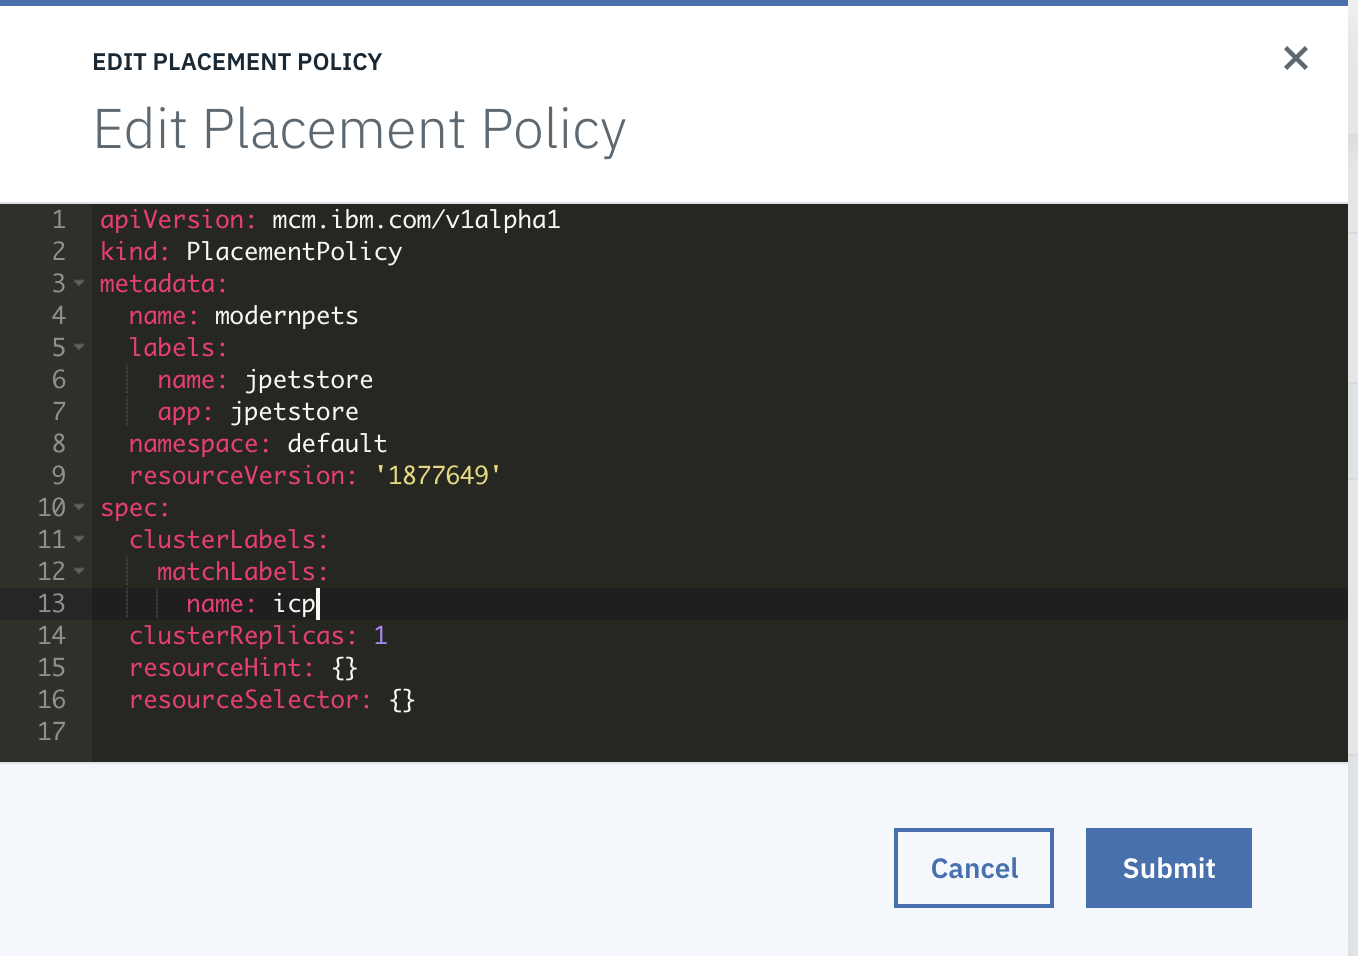 EDIT PLACEMENT POLICY
Edit Placement Policy
1 apiVersion: mcm.ibm.com/v1alpha1
2 kind: PlacementPolicy
3 metadata:
4   name: modernpets
5   labels:
6     name: jpetstore
7     app: jpetstore
8   namespace: default
9   resourceVersion: '1877649'
10 spec:
11   clusterLabels:
12     matchLabels:
13       name: icp
14   clusterReplicas: 1
15   resourceHint: {}
16   resourceSelector: {}
17
Cancel Submit